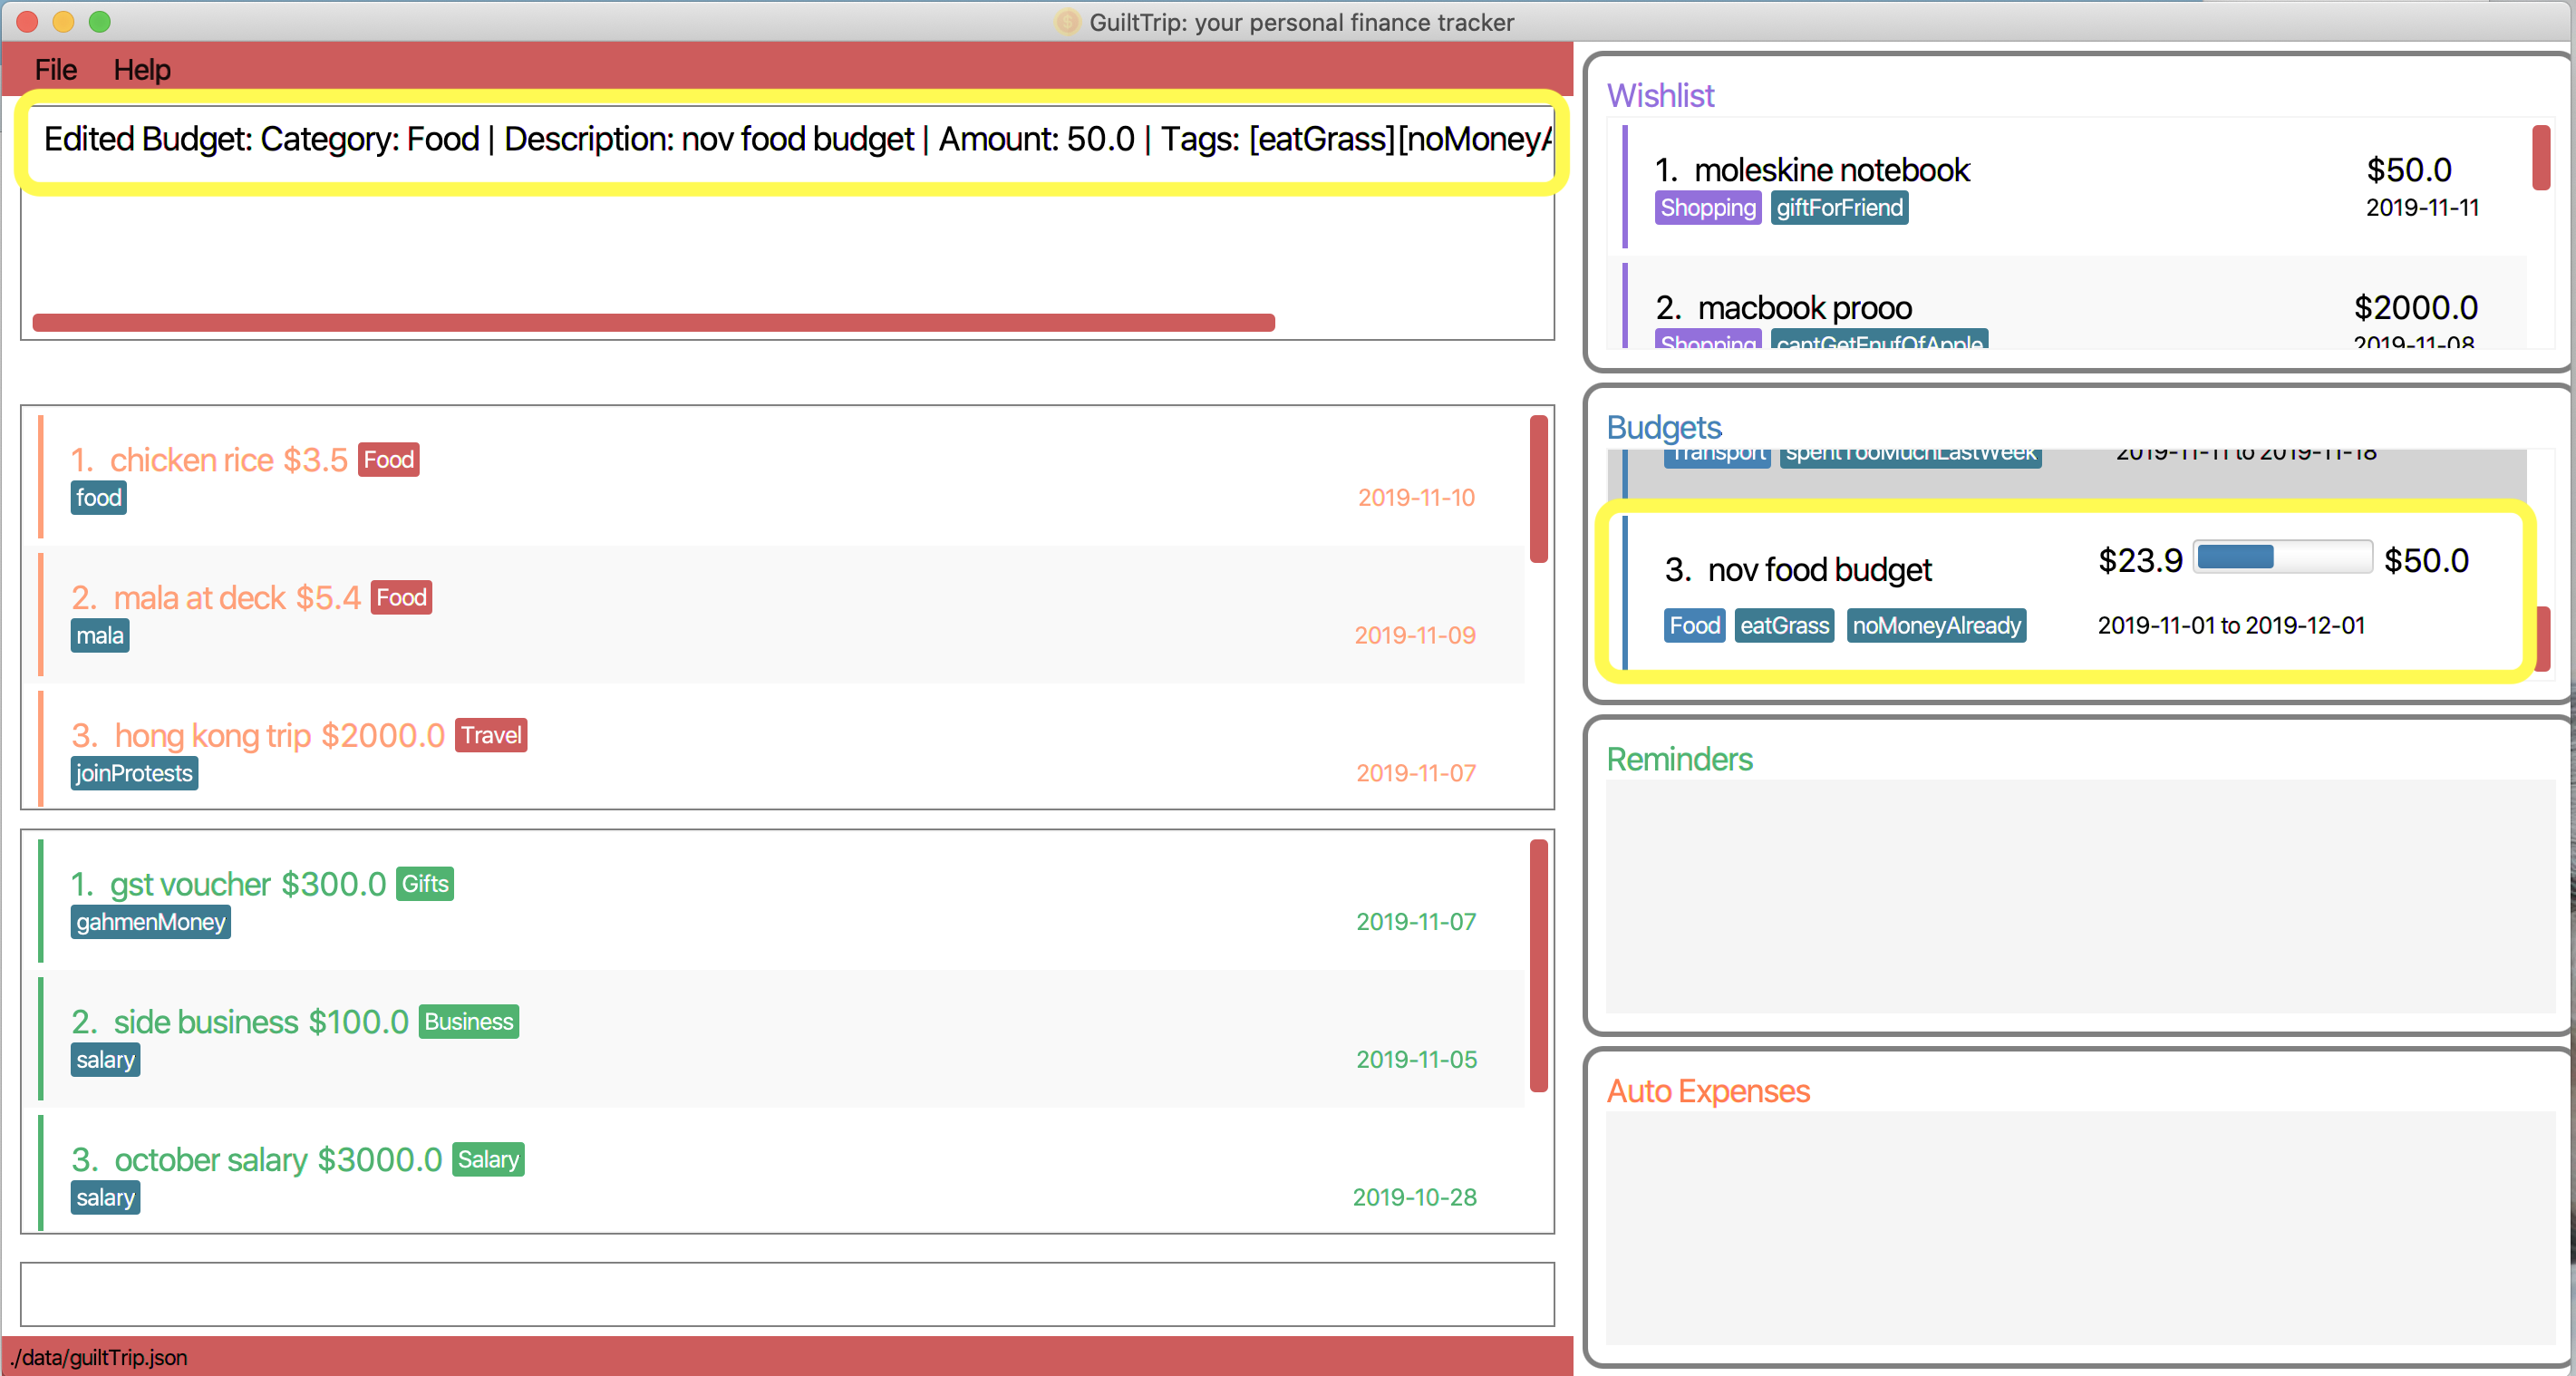 GuiltTrip: your personal finance tracker
File Help
Edited Budget: Category: Food | Description: nov food budget | Amount: 50.0 | Tags: [eatGrass][noMoneyA
1. chicken rice $3.5 Food
food 2019-11-10
2. mala at deck $5.4 Food
mala 2019-11-09
3. hong kong trip $2000.0 Travel
joinProtests 2019-11-07
1. gst voucher $300.0 Gifts
gahmenMoney 2019-11-07
2. side business $100.0 Business
salary 2019-11-05
3. october salary $3000.0 Salary
salary 2019-10-28
./data/guiltTrip.json
Wishlist
1. moleskine notebook $50.0
Shopping giftForFriend 2019-11-11
2. macbook prooo $2000.0
Shopping cantGetEnufOfApple 2019-11-08
Budgets
Transport spentTooMuchLastWeek 2019-11-11 to 2019-11-18
3. nov food budget $23.9 $50.0
Food eatGrass noMoneyAlready 2019-11-01 to 2019-12-01
Reminders
Auto Expenses